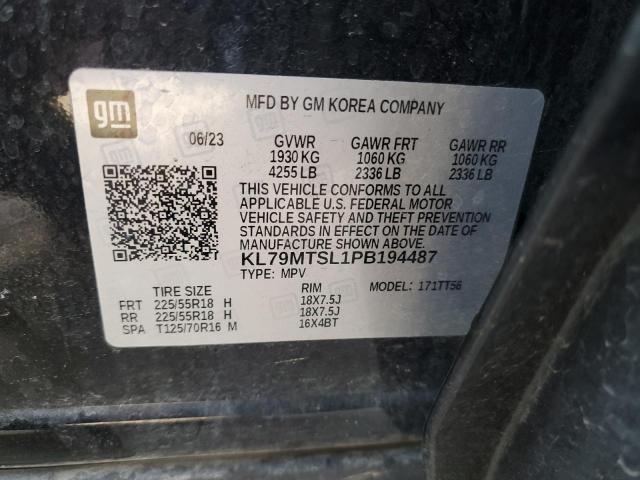 gm
MFD BY GM KOREA COMPANY
06/23 GVWR GAWR FRT GAWR RR
1930 KG 1060 KG 1060 KG
4255 LB 2336 LB 2336 LB
THIS VEHICLE CONFORMS TO ALL
APPLICABLE U.S. FEDERAL MOTOR
VEHICLE SAFETY AND THEFT PREVENTION
STANDARDS IN EFFECT ON THE DATE OF
MANUFACTURE SHOWN ABOVE.
KL79MTSL1PB194487
TYPE: MPV MODEL: 171TT56
TIRE SIZE RIM
FRT 225/55R18 H 18X7.5J
RR 225/55R18 H 18X7.5J
SPA T125/70R16 M 16X4BT